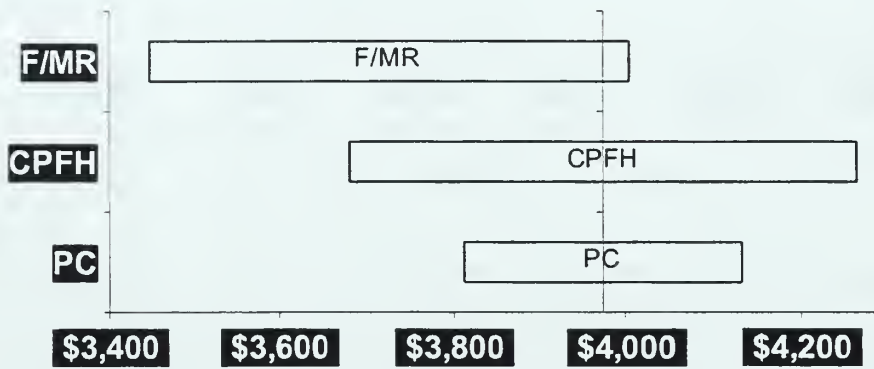 F/MR F/MR
CPFH CPFH
PC PC
$3,400 $3,600 $3,800 $4,000 $4,200